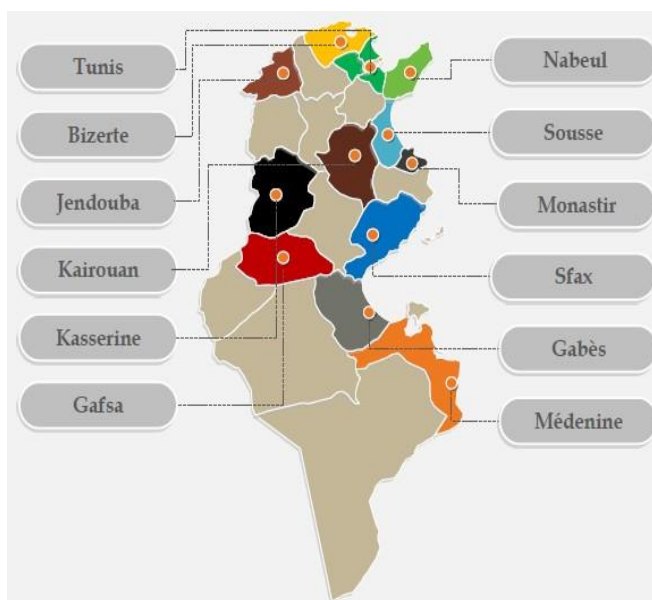 Tunis
Bizerte
Jendouba
Kairouan
Kasserine
Gafsa
Nabeul
Sousse
Monastir
Sfax
Gabès
Médenine